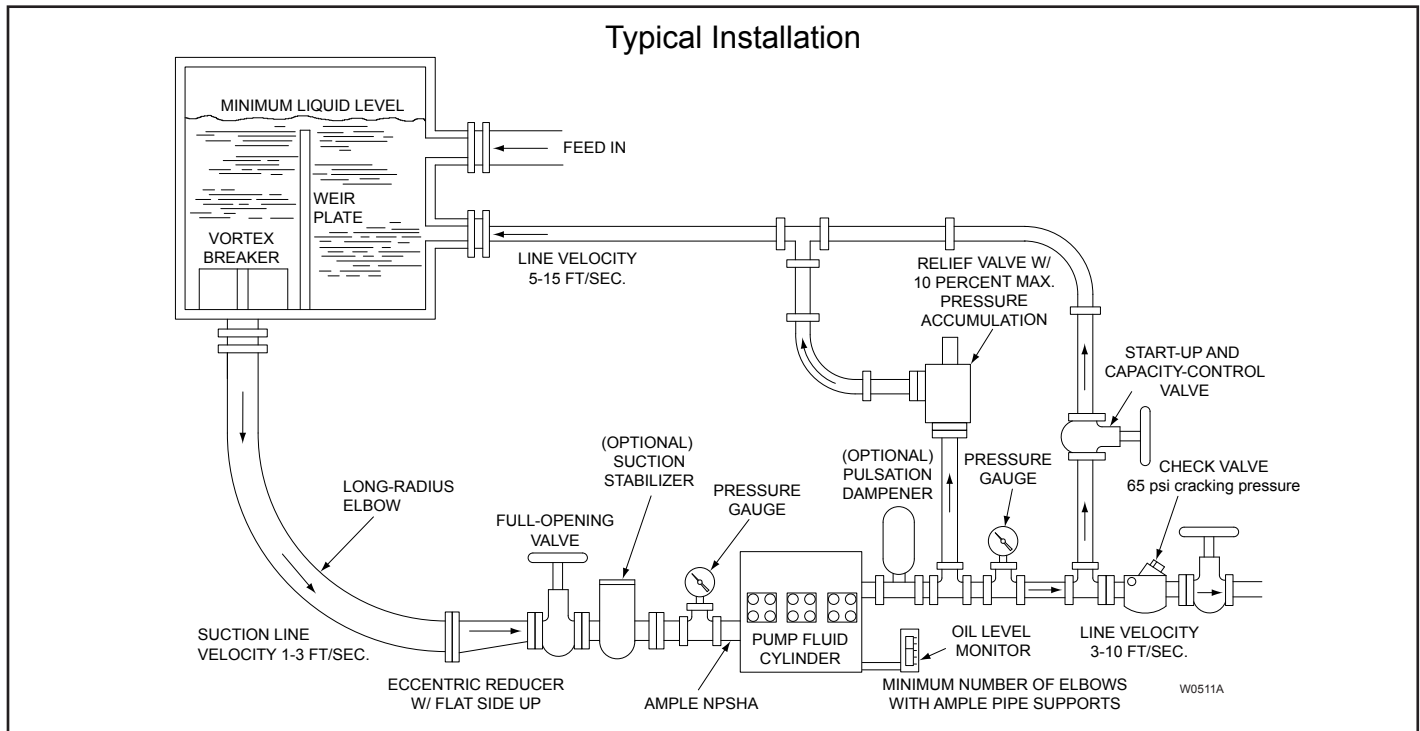 Typical Installation
MINIMUM LIQUID LEVEL
FEED IN
WEIR
PLATE
VORTEX
BREAKER
LINE VELOCITY
5-15 FT/SEC.
RELIEF VALVE W/
10 PERCENT MAX.
PRESSURE
ACCUMULATION
START-UP AND
CAPACITY-CONTROL
VALVE
(OPTIONAL)
SUCTION
STABILIZER
(OPTIONAL)
PULSATION
DAMPENER
PRESSURE
GAUGE
CHECK VALVE
65 psi cracking pressure
LONG-RADIUS
ELBOW
PRESSURE
GAUGE
FULL-OPENING
VALVE
SUCTION LINE
VELOCITY 1-3 FT/SEC.
PUMP FLUID
CYLINDER
OIL LEVEL
MONITOR
LINE VELOCITY
3-10 FT/SEC.
ECCENTRIC REDUCER
W/ FLAT SIDE UP
AMPLE NPSHA
MINIMUM NUMBER OF ELBOWS
WITH AMPLE PIPE SUPPORTS
W0511A